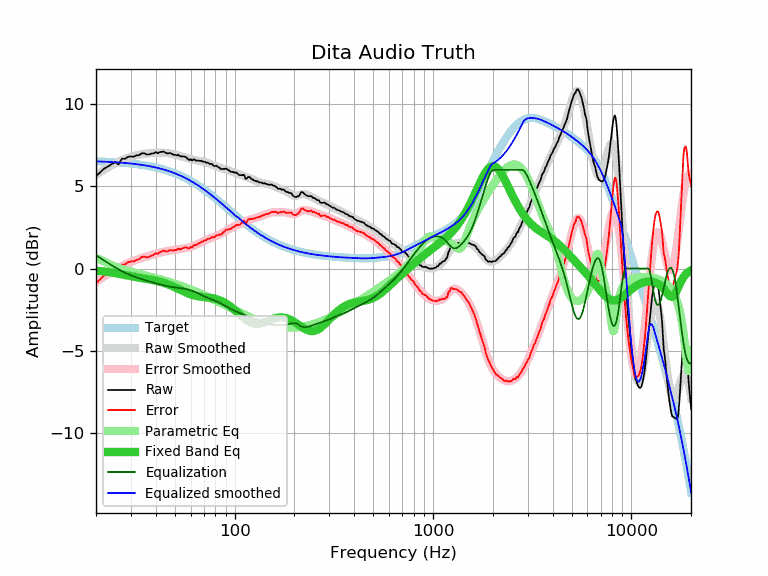 Dita Audio Truth
Amplitude (dBr)
10
5
0
−5
−10
Target
Raw Smoothed
Error Smoothed
Raw
Error
Parametric Eq
Fixed Band Eq
Equalization
Equalized smoothed
100
1000
10000
Frequency (Hz)